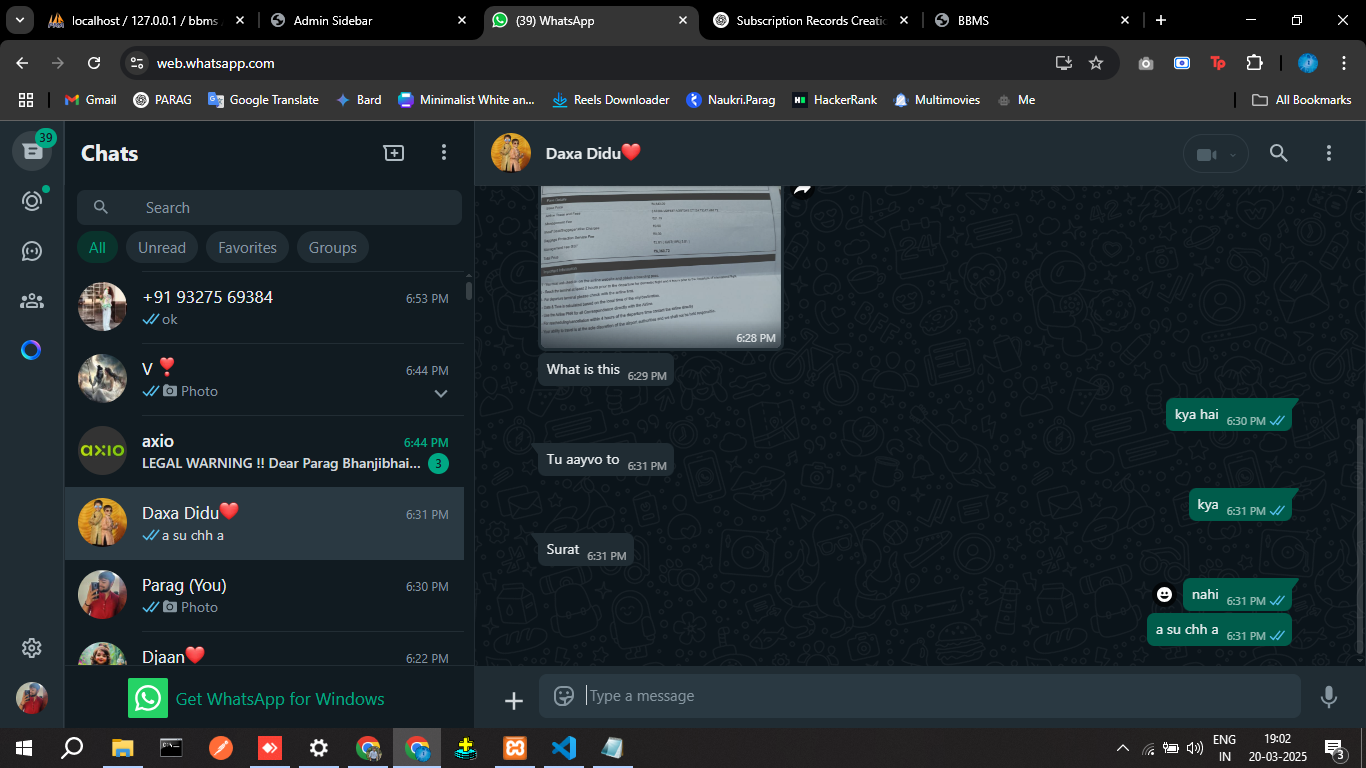 localhost / 127.0.0.1 / bbms
Admin Sidebar
(39) WhatsApp
Subscription Records Creatio
BBMS
web.whatsapp.com
Gmail
PARAG
Google Translate
Bard
Minimalist White an...
Reels Downloader
Naukri.Parag
HackerRank
Multimovies
Me
All Bookmarks
39
Chats
Search
All
Unread
Favorites
Groups
+91 93275 69384
6:53 PM
ok
V ❣️
6:44 PM
Photo
axio
axio
6:44 PM
LEGAL WARNING !! Dear Parag Bhanjibhai...
3
Daxa Didu❤️
6:31 PM
a su chh a
Parag (You)
6:30 PM
Photo
Djaan❤️
6:22 PM
Get WhatsApp for Windows
Daxa Didu❤️
6:28 PM
What is this 6:29 PM
kya hai 6:30 PM
Tu aayvo to 6:31 PM
kya 6:31 PM
Surat 6:31 PM
nahi 6:31 PM
a su chh a 6:31 PM
Type a message
ENG
IN
19:02
20-03-2025
3